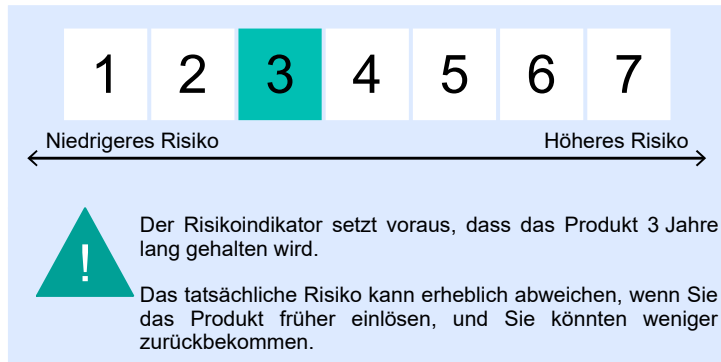 1 2 3 4 5 6 7
Niedrigeres Risiko Höheres Risiko
Der Risikoindikator setzt voraus, dass das Produkt 3 Jahre
lang gehalten wird.
!
Das tatsächliche Risiko kann erheblich abweichen, wenn Sie
das Produkt früher einlösen, und Sie könnten weniger
zurückbekommen.